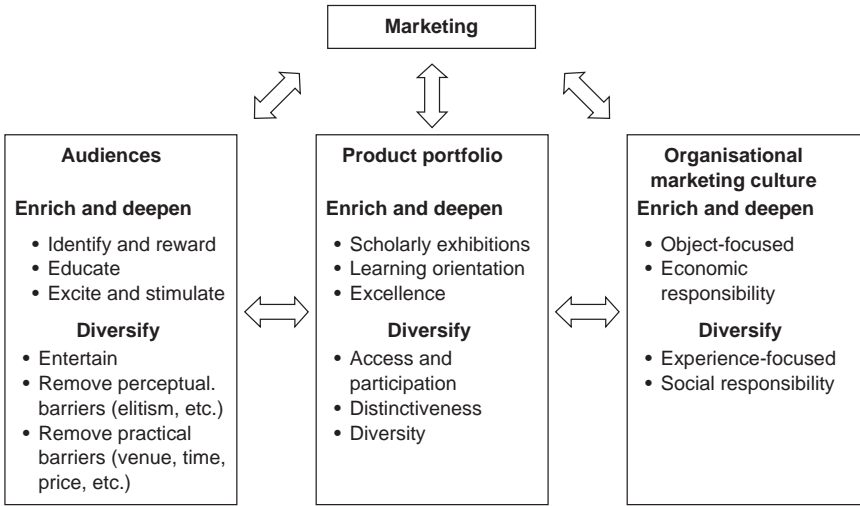 Marketing
Audiences
Enrich and deepen
• Identify and reward
• Educate
• Excite and stimulate
Diversify
• Entertain
• Remove perceptual.
barriers (elitism, etc.)
• Remove practical
barriers (venue, time,
price, etc.)
Product portfolio
Enrich and deepen
• Scholarly exhibitions
• Learning orientation
• Excellence
Diversify
• Access and
participation
• Distinctiveness
• Diversity
Organisational
marketing culture
Enrich and deepen
• Object-focused
• Economic
responsibility
Diversify
• Experience-focused
• Social responsibility